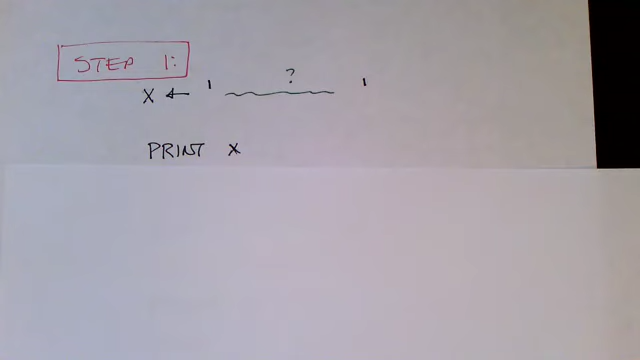 STEP 1:
X ← ' ? '
PRINT X